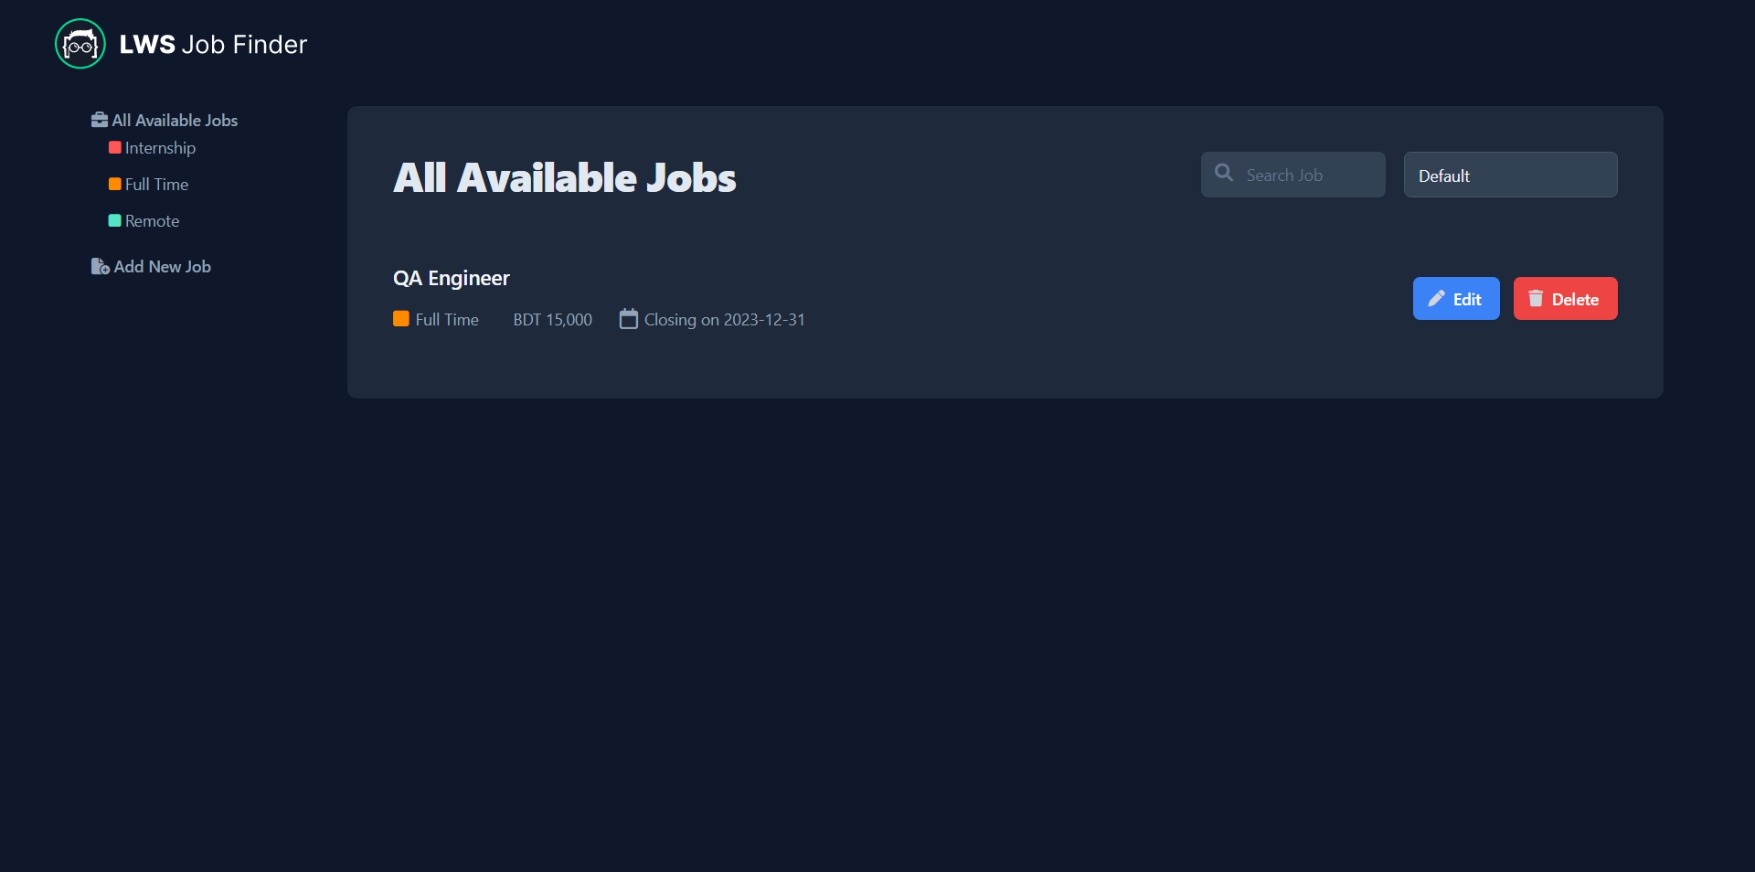 LWS Job Finder
All Available Jobs
Internship
Full Time
Remote
Add New Job
All Available Jobs
Search Job
Default
QA Engineer
Full Time BDT 15,000 Closing on 2023-12-31
Edit
Delete